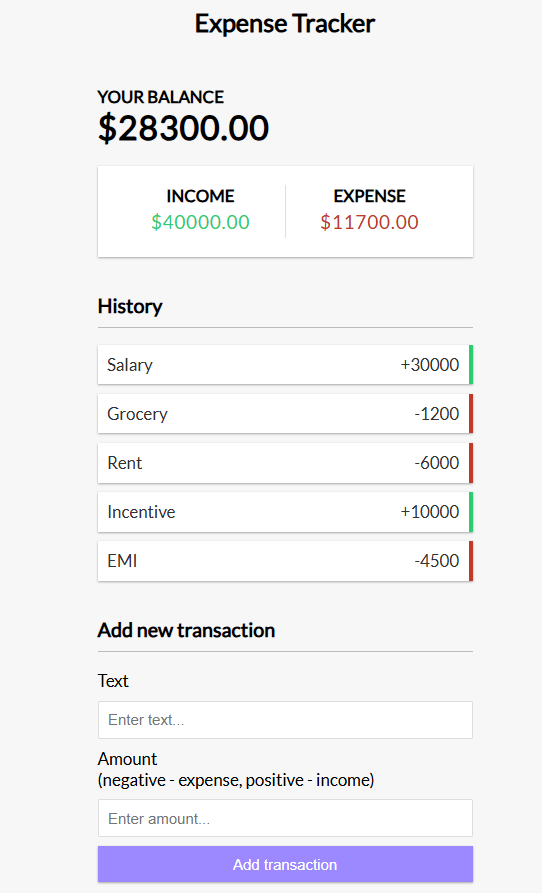 Expense Tracker
YOUR BALANCE
$28300.00
INCOME EXPENSE
$40000.00 $11700.00
History
Salary +30000
Grocery -1200
Rent -6000
Incentive +10000
EMI -4500
Add new transaction
Text
Enter text...
Amount
(negative - expense, positive - income)
Enter amount...
Add transaction